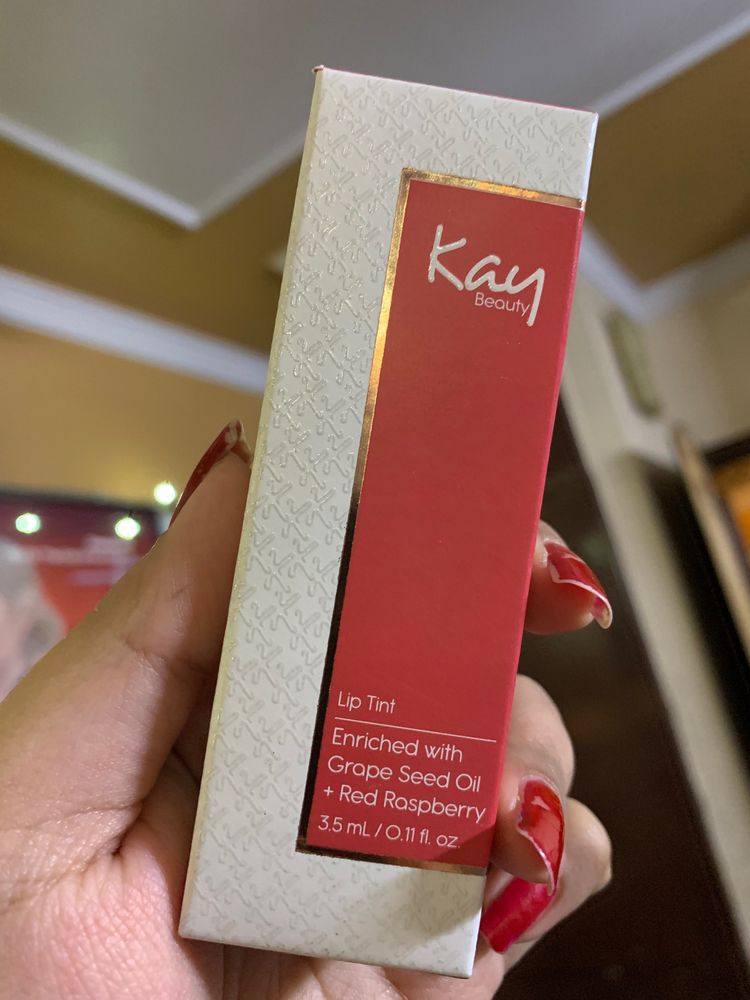 Kay
Beauty
Lip Tint
Enriched with
Grape Seed Oil
+ Red Raspberry
3.5 mL / 0.11 fl. oz.